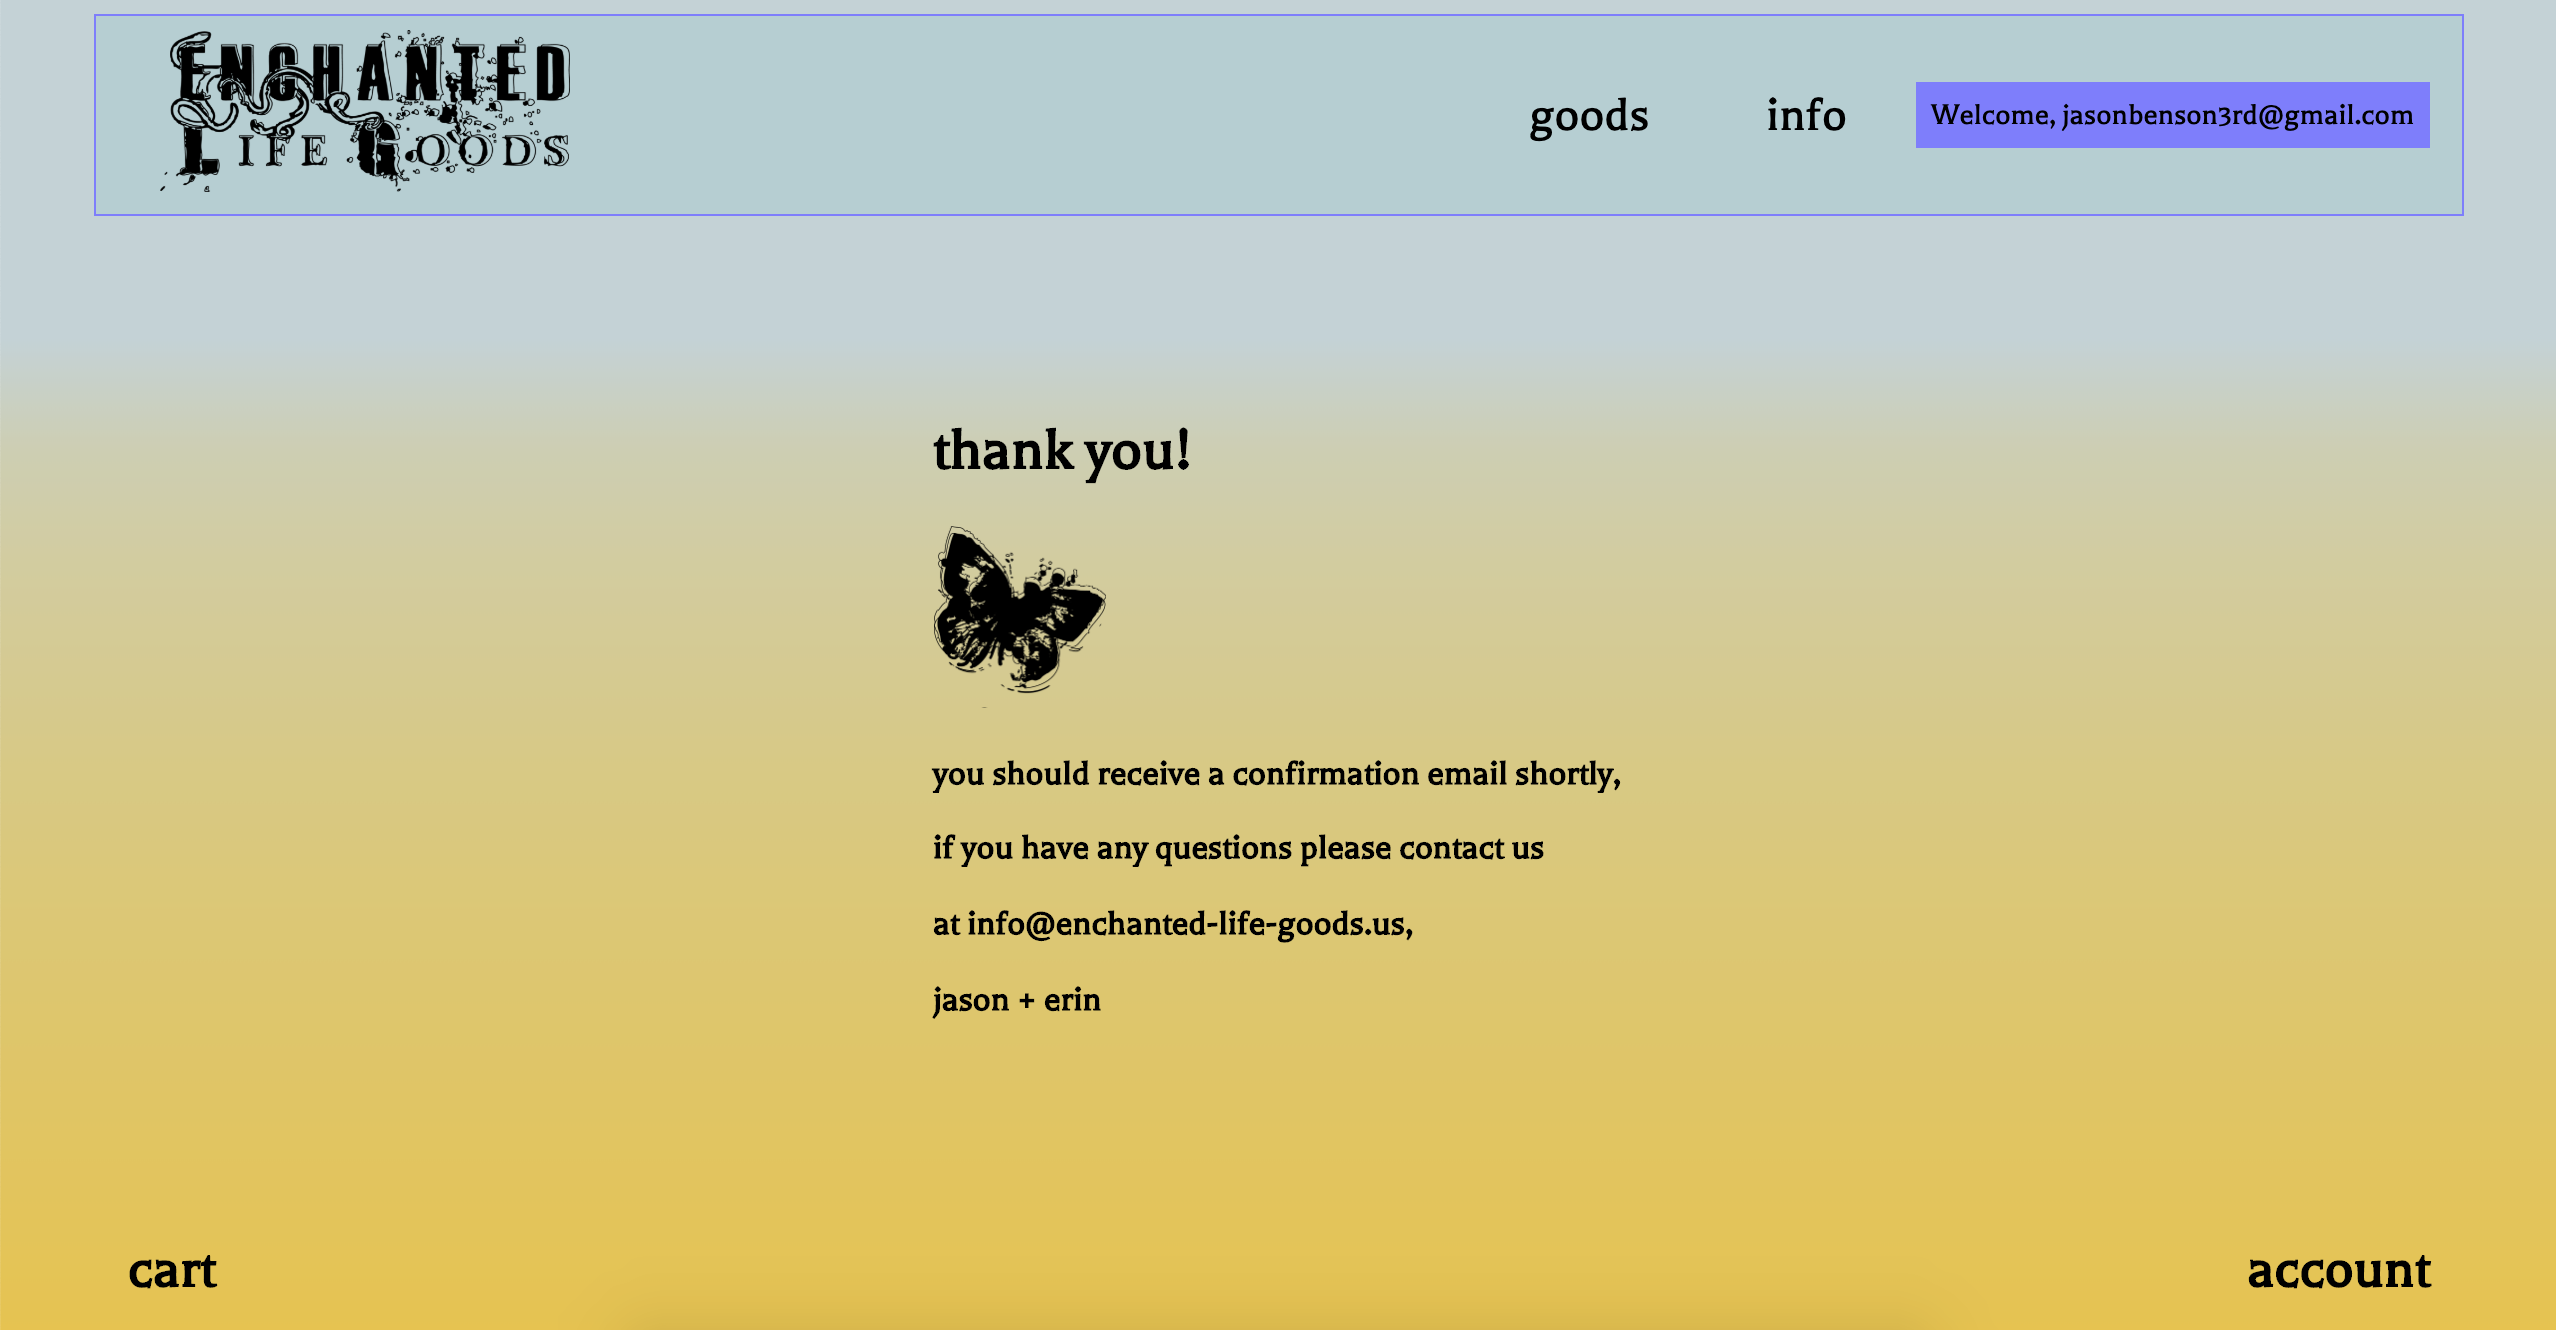 ENCHANTED
LIFE GOODS
goods
info
Welcome, jasonbenson3rd@gmail.com
thank you!
you should receive a confirmation email shortly,
if you have any questions please contact us
at info@enchanted-life-goods.us,
jason + erin
cart
account